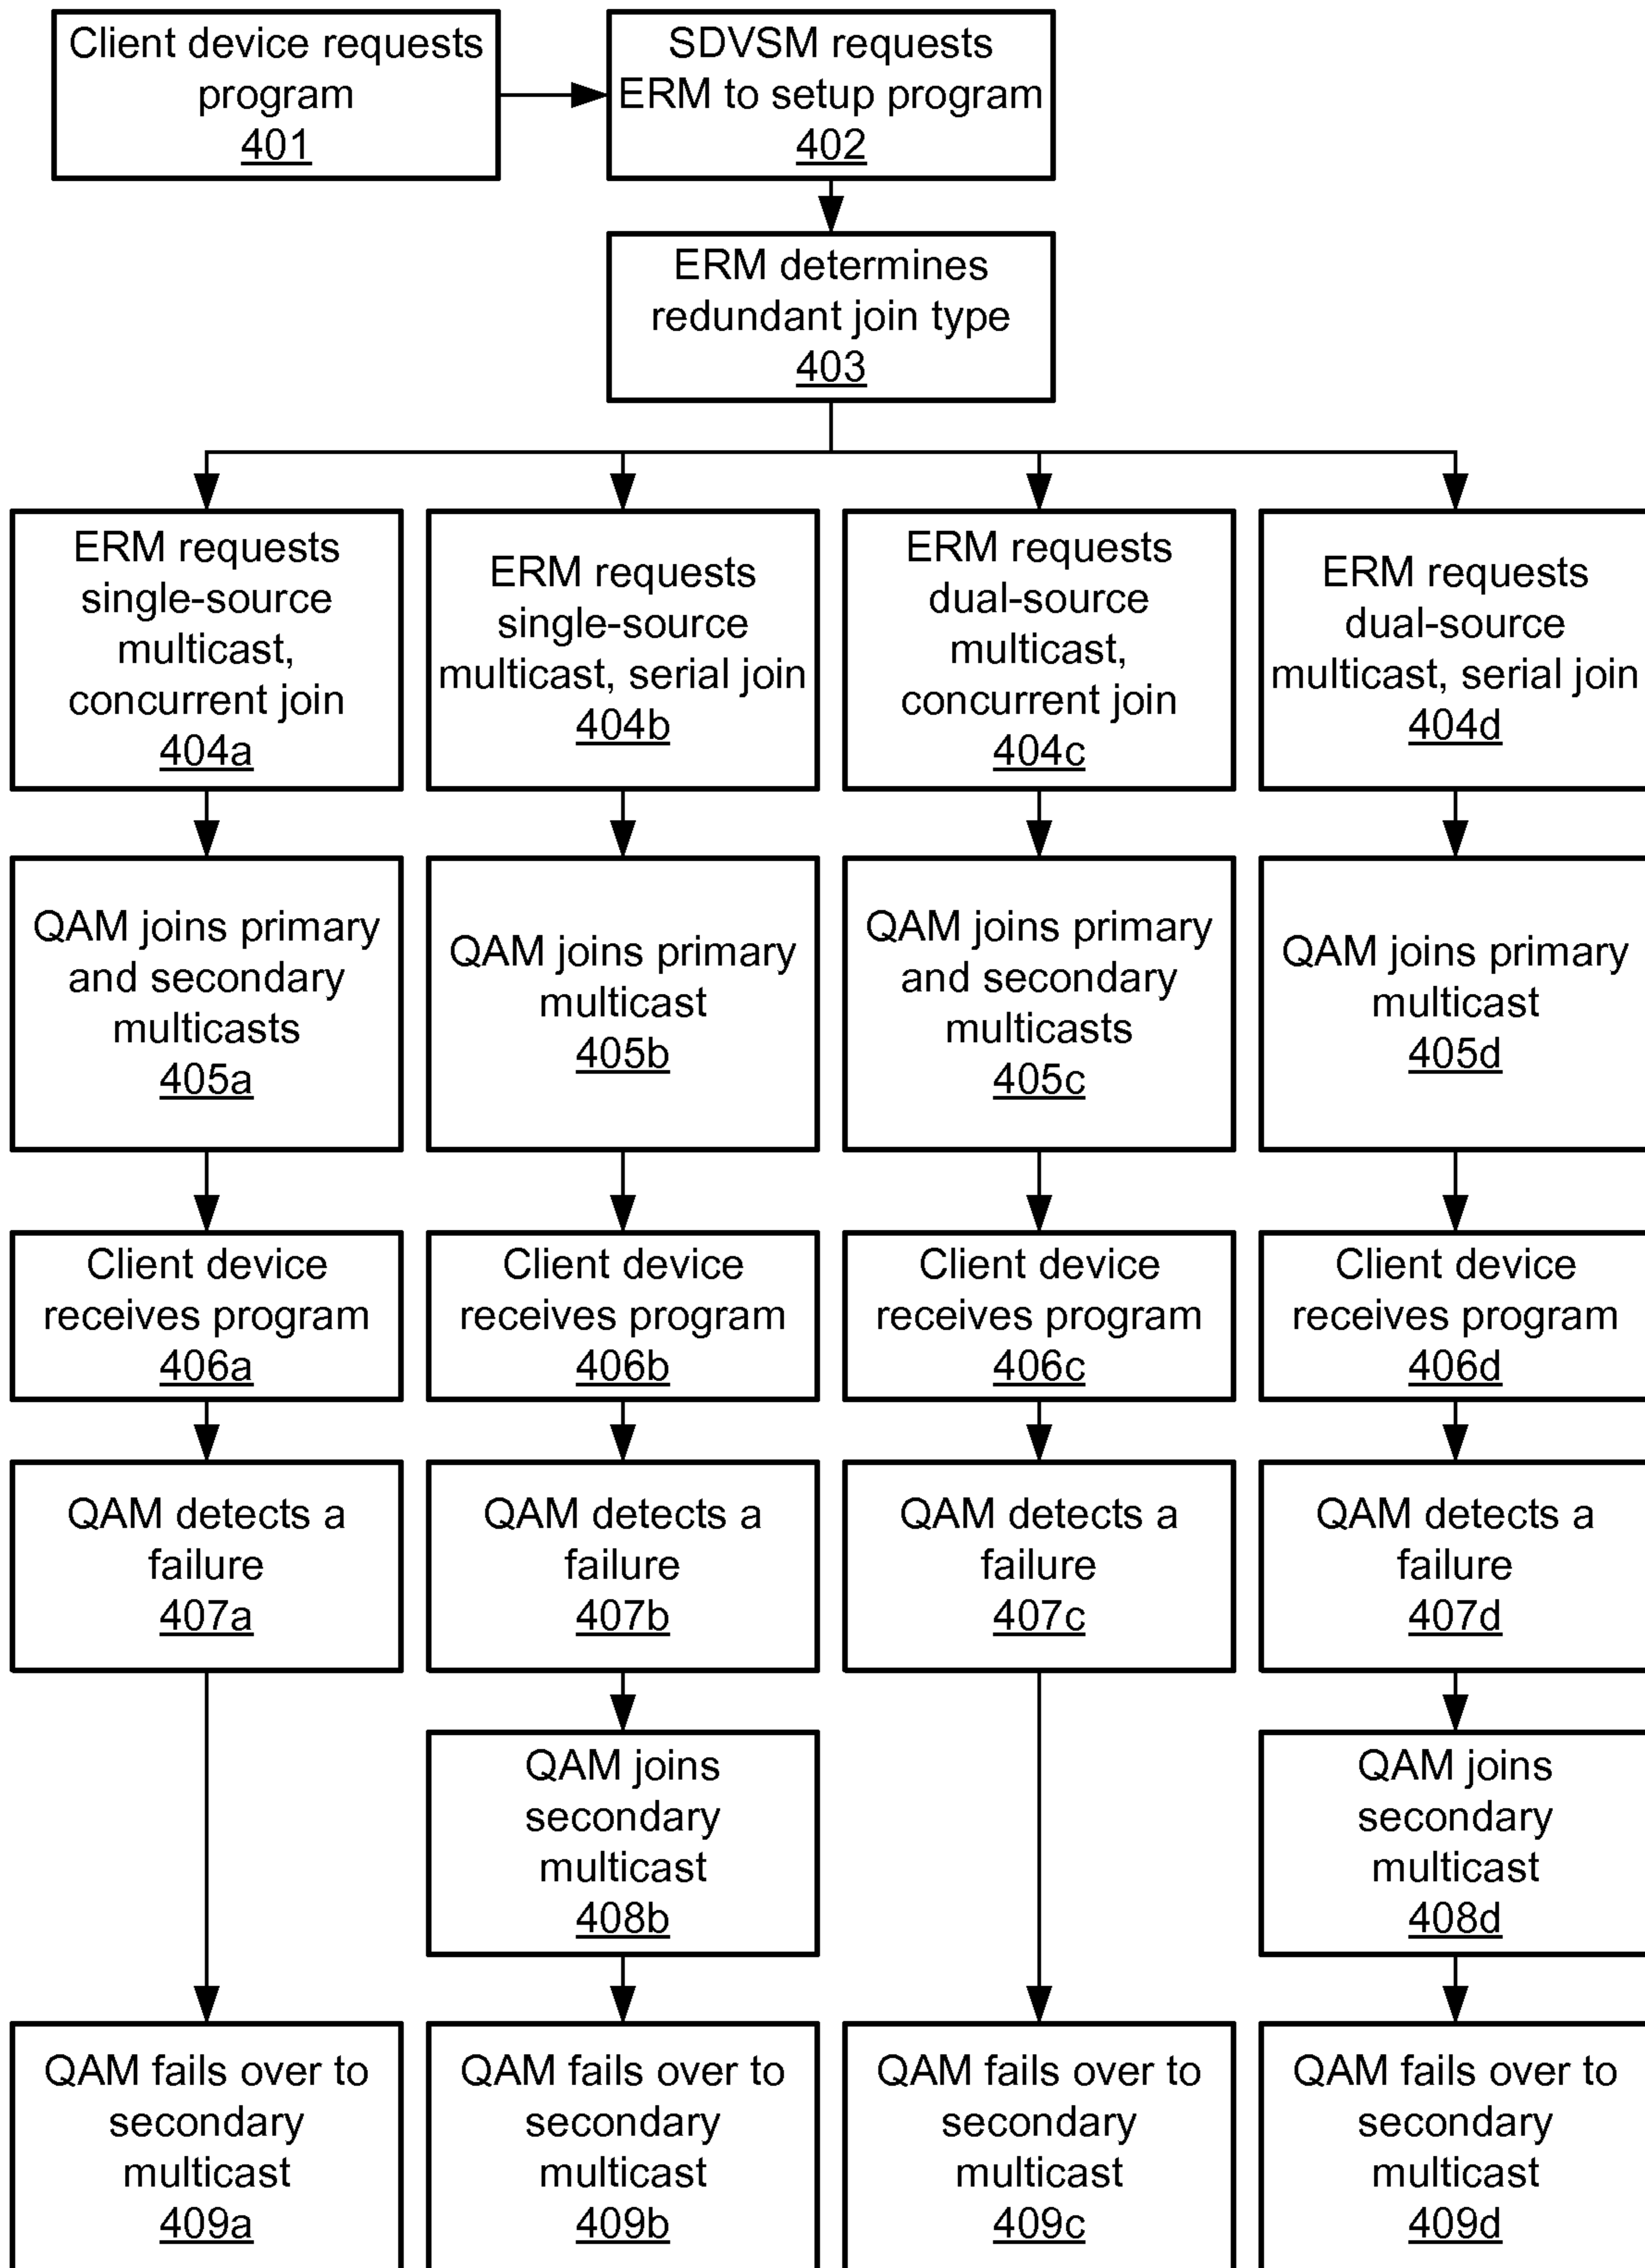 Client device requests
program
401
SDVSM requests
ERM to setup program
402
ERM determines
redundant join type
403
ERM requests
single-source
multicast,
concurrent join
404a
ERM requests
single-source
multicast, serial join
404b
ERM requests
dual-source
multicast,
concurrent join
404c
ERM requests
dual-source
multicast, serial join
404d
QAM joins primary
and secondary
multicasts
405a
QAM joins primary
multicast
405b
QAM joins primary
and secondary
multicasts
405c
QAM joins primary
multicast
405d
Client device
receives program
406a
Client device
receives program
406b
Client device
receives program
406c
Client device
receives program
406d
QAM detects a
failure
407a
QAM detects a
failure
407b
QAM detects a
failure
407c
QAM detects a
failure
407d
QAM joins
secondary
multicast
408b
QAM joins
secondary
multicast
408d
QAM fails over to
secondary
multicast
409a
QAM fails over to
secondary
multicast
409b
QAM fails over to
secondary
multicast
409c
QAM fails over to
secondary
multicast
409d